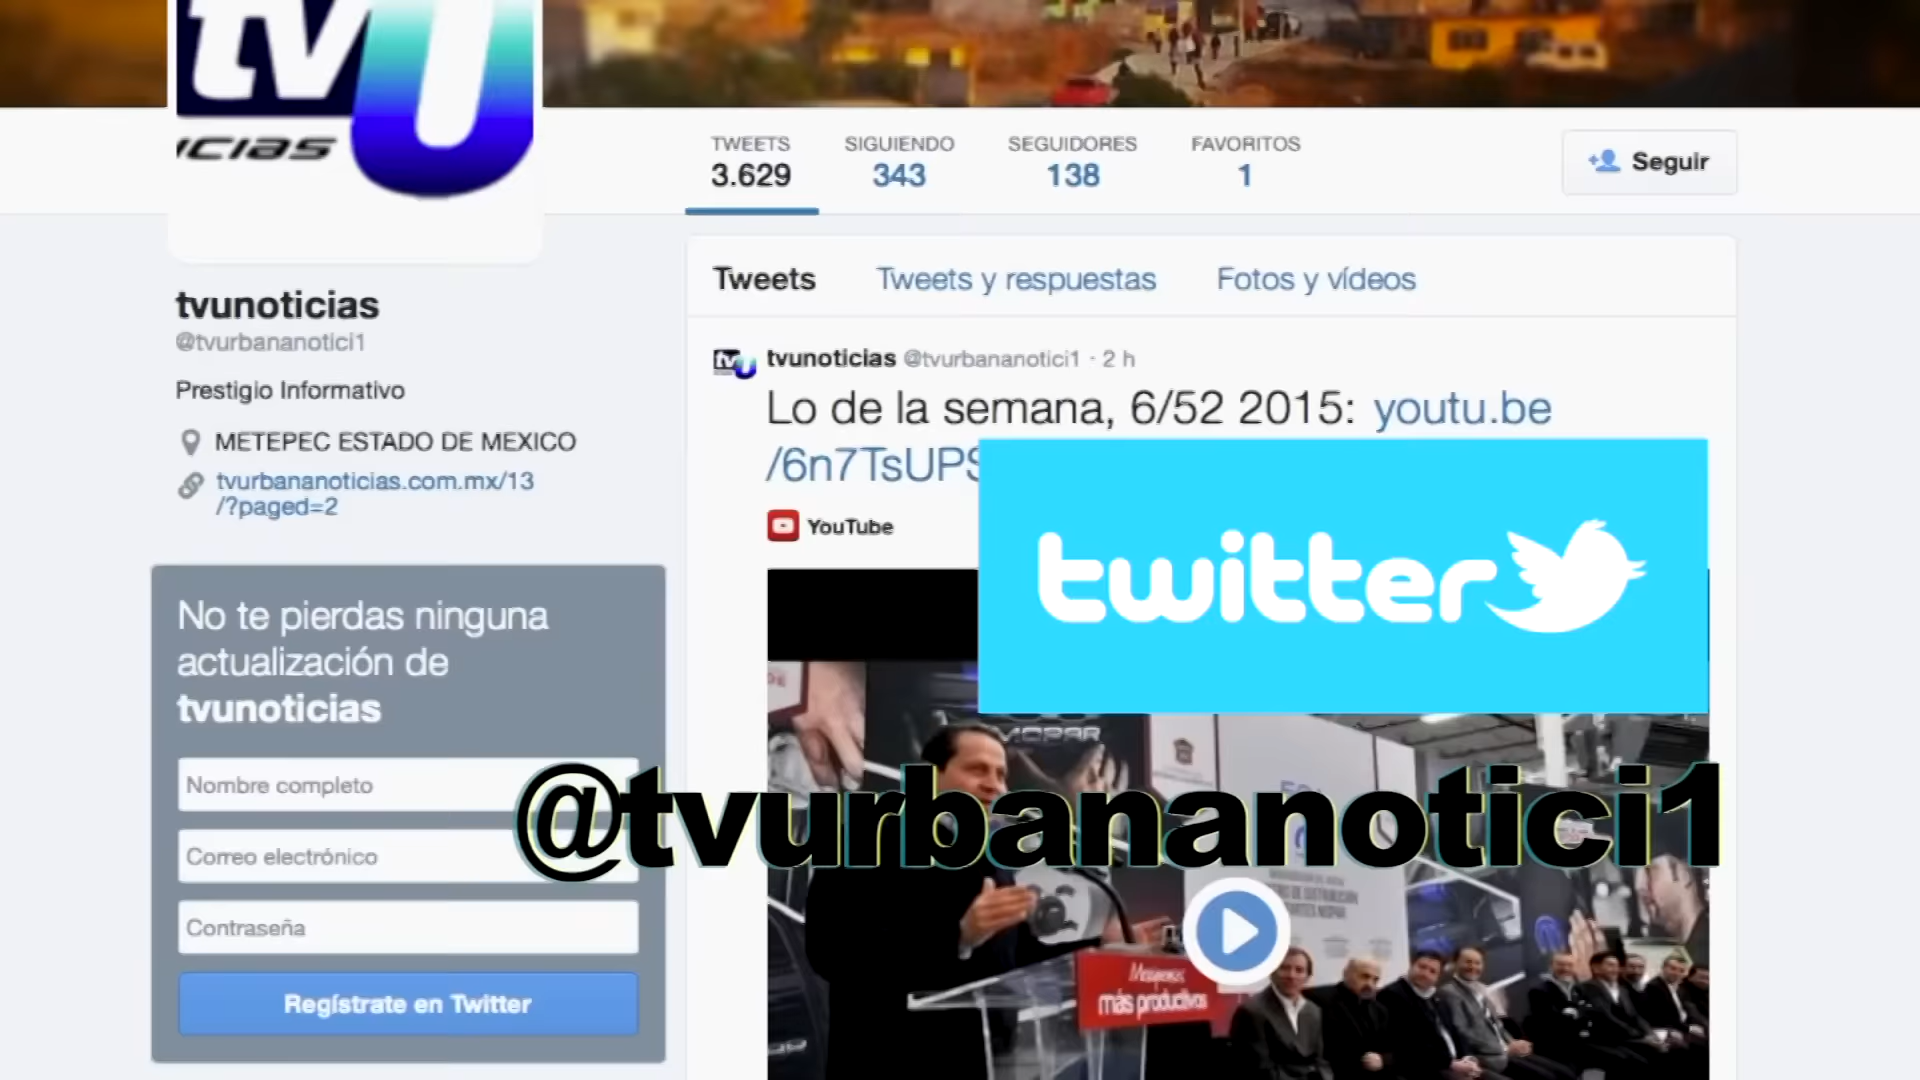 tvU
TWEETS SIGUIENDO SEGUIDORES FAVORITOS
3.629 343 138 1
Seguir
tvunoticias
@tvurbananotici1
Prestigio Informativo
METEPEC ESTADO DE MEXICO
tvurbananoticias.com.mx/13
/?paged=2
No te pierdas ninguna
actualización de
tvunoticias
Nombre completo
Correo electrónico
Contraseña
Regístrate en Twitter
Tweets Tweets y respuestas Fotos y vídeos
tvunoticias @tvurbananotici1 · 2 h
Lo de la semana, 6/52 2015: youtu.be
/6n7TsUPS
YouTube
twitter
MOPAR
@tvurbananotici1
más productivos